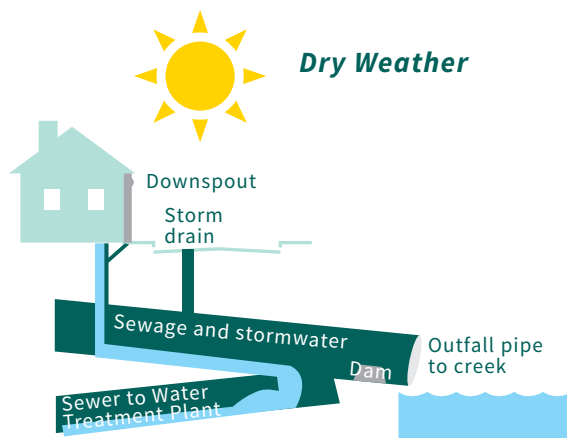 Dry Weather
Downspout
Storm
drain
Sewage and stormwater
Outfall pipe
to creek
Dam
Sewer to Water
Treatment Plant